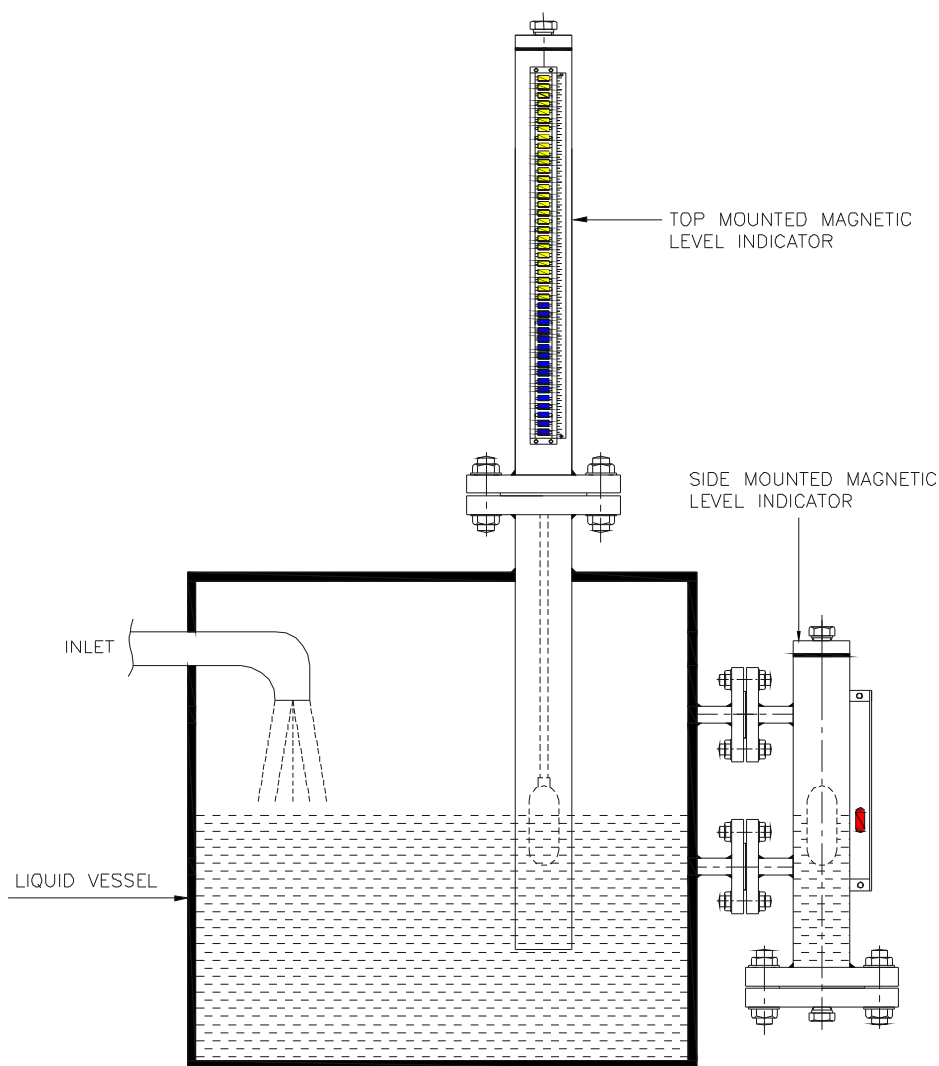 TOP MOUNTED MAGNETIC
LEVEL INDICATOR
SIDE MOUNTED MAGNETIC
LEVEL INDICATOR
INLET
LIQUID VESSEL